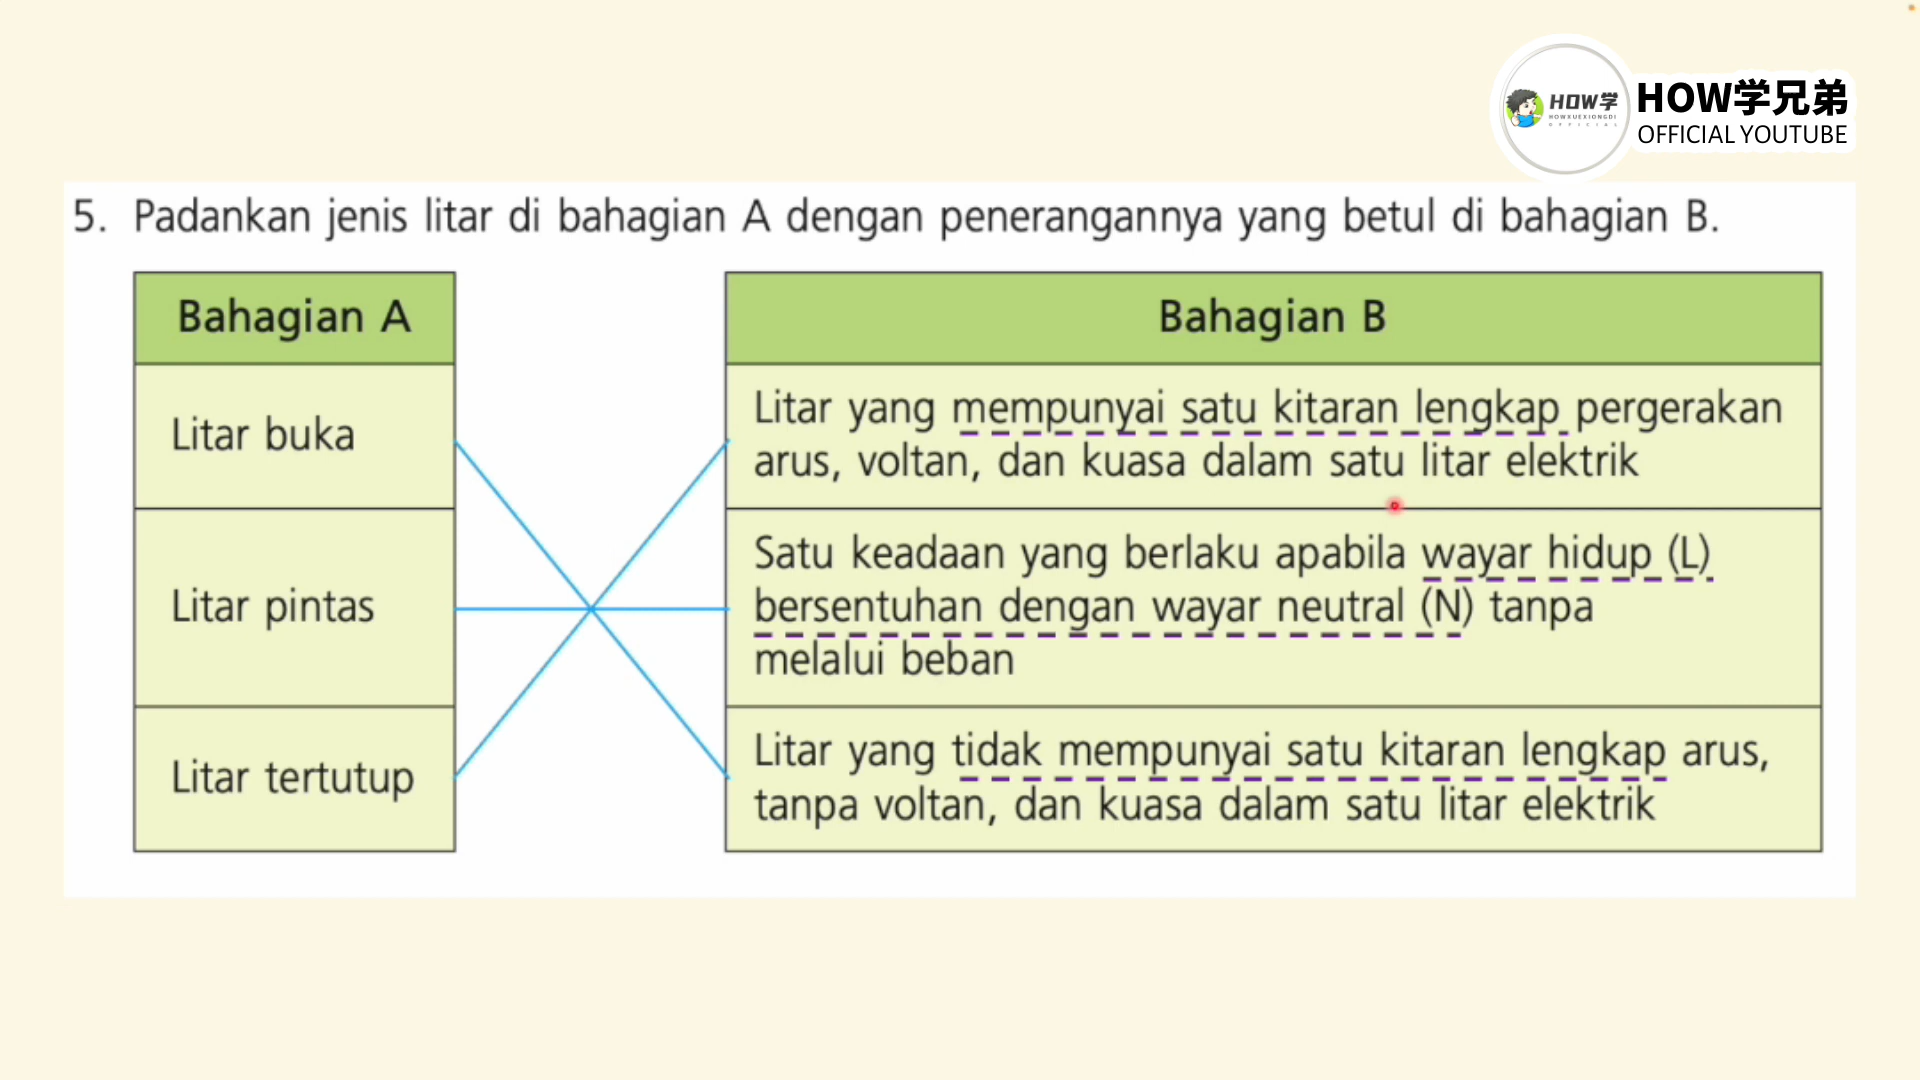 HOW学
HOWXUEXIONGDI
OFFICIAL
HOW学兄弟
OFFICIAL YOUTUBE
5. Padankan jenis litar di bahagian A dengan penerangannya yang betul di bahagian B.
Bahagian A
Litar buka
Litar pintas
Litar tertutup
Bahagian B
Litar yang mempunyai satu kitaran lengkap pergerakan
arus, voltan, dan kuasa dalam satu litar elektrik
Satu keadaan yang berlaku apabila wayar hidup (L)
bersentuhan dengan wayar neutral (N) tanpa
melalui beban
Litar yang tidak mempunyai satu kitaran lengkap arus,
tanpa voltan, dan kuasa dalam satu litar elektrik